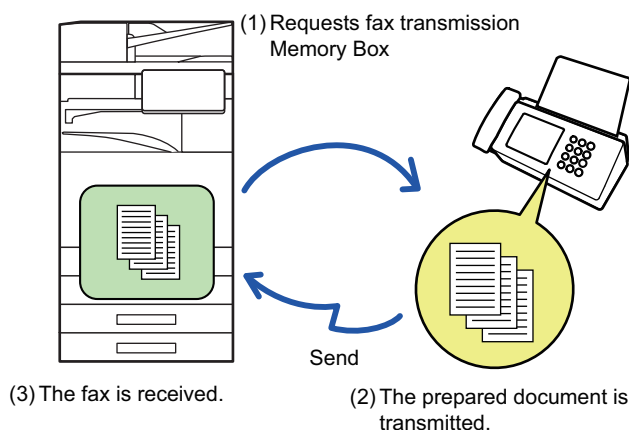 (1) Requests fax transmission
Memory Box
Send
(3) The fax is received.
(2) The prepared document is
transmitted.